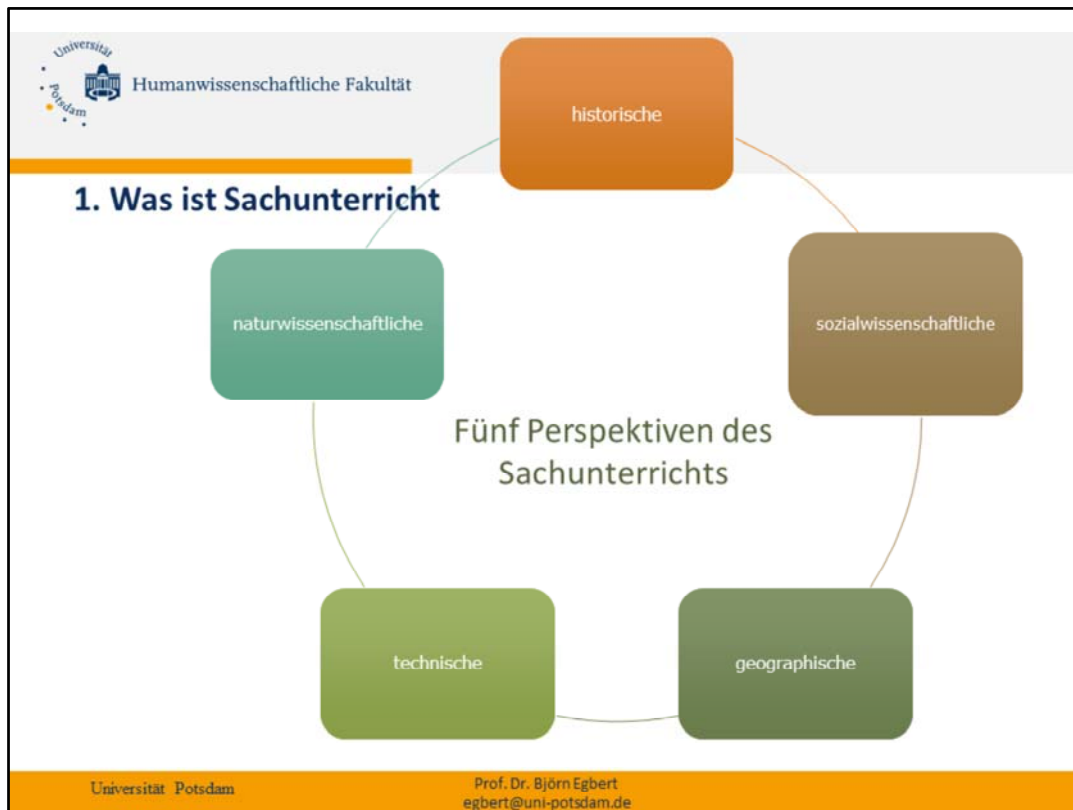 Universität
Potsdam
Humanwissenschaftliche Fakultät
historische
1. Was ist Sachunterricht
naturwissenschaftliche
sozialwissenschaftliche
Fünf Perspektiven des
Sachunterrichts
technische
geographische
Universität Potsdam
Prof. Dr. Björn Egbert
egbert@uni-potsdam.de